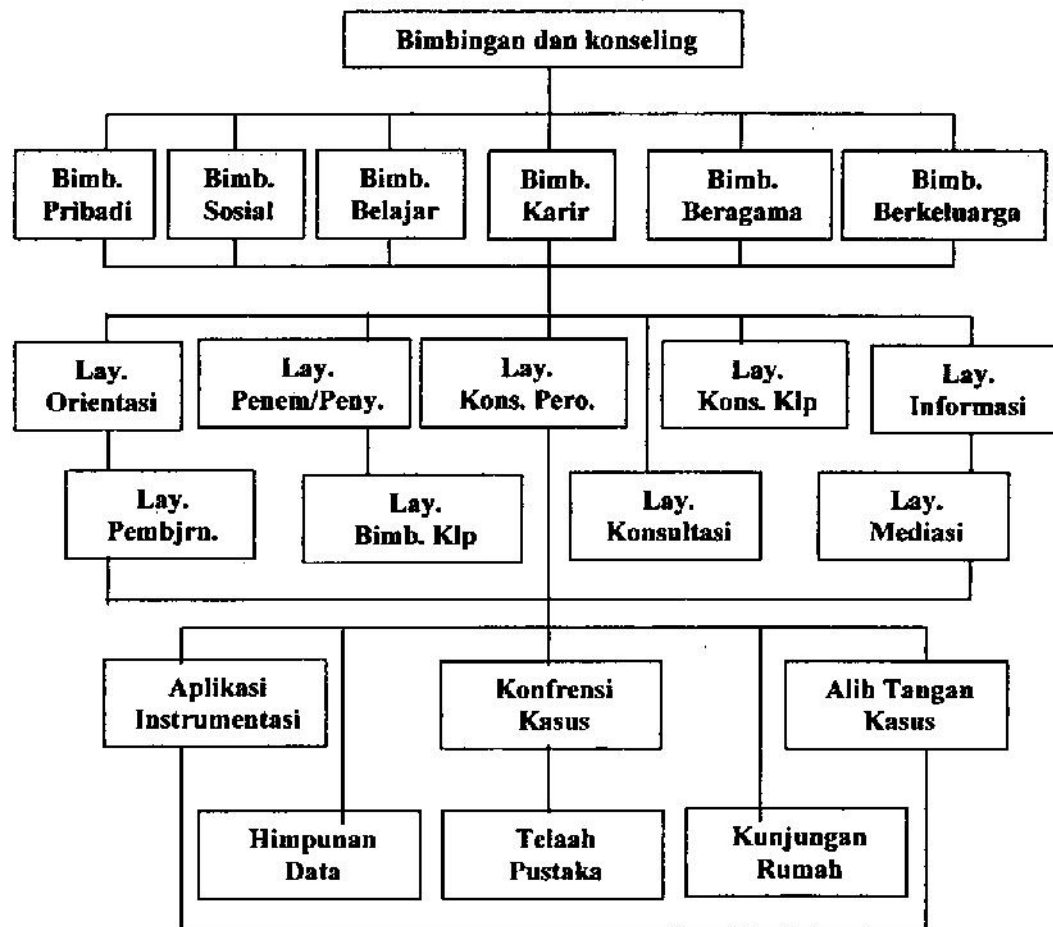 Bimbingan dan konseling
Bimb.
Pribadi
Bimb.
Sosial
Bimb.
Belajar
Bimb.
Karir
Bimb.
Beragama
Bimb.
Berkeluarga
Lay.
Orientasi
Lay.
Penem/Peny.
Lay.
Kons. Pero.
Lay.
Kons. Klp
Lay.
Informasi
Lay.
Pembjrn.
Lay.
Bimb. Klp
Lay.
Konsultasi
Lay.
Mediasi
Aplikasi
Instrumentasi
Konfrensi
Kasus
Alih Tangan
Kasus
Himpunan
Data
Telaah
Pustaka
Kunjungan
Rumah